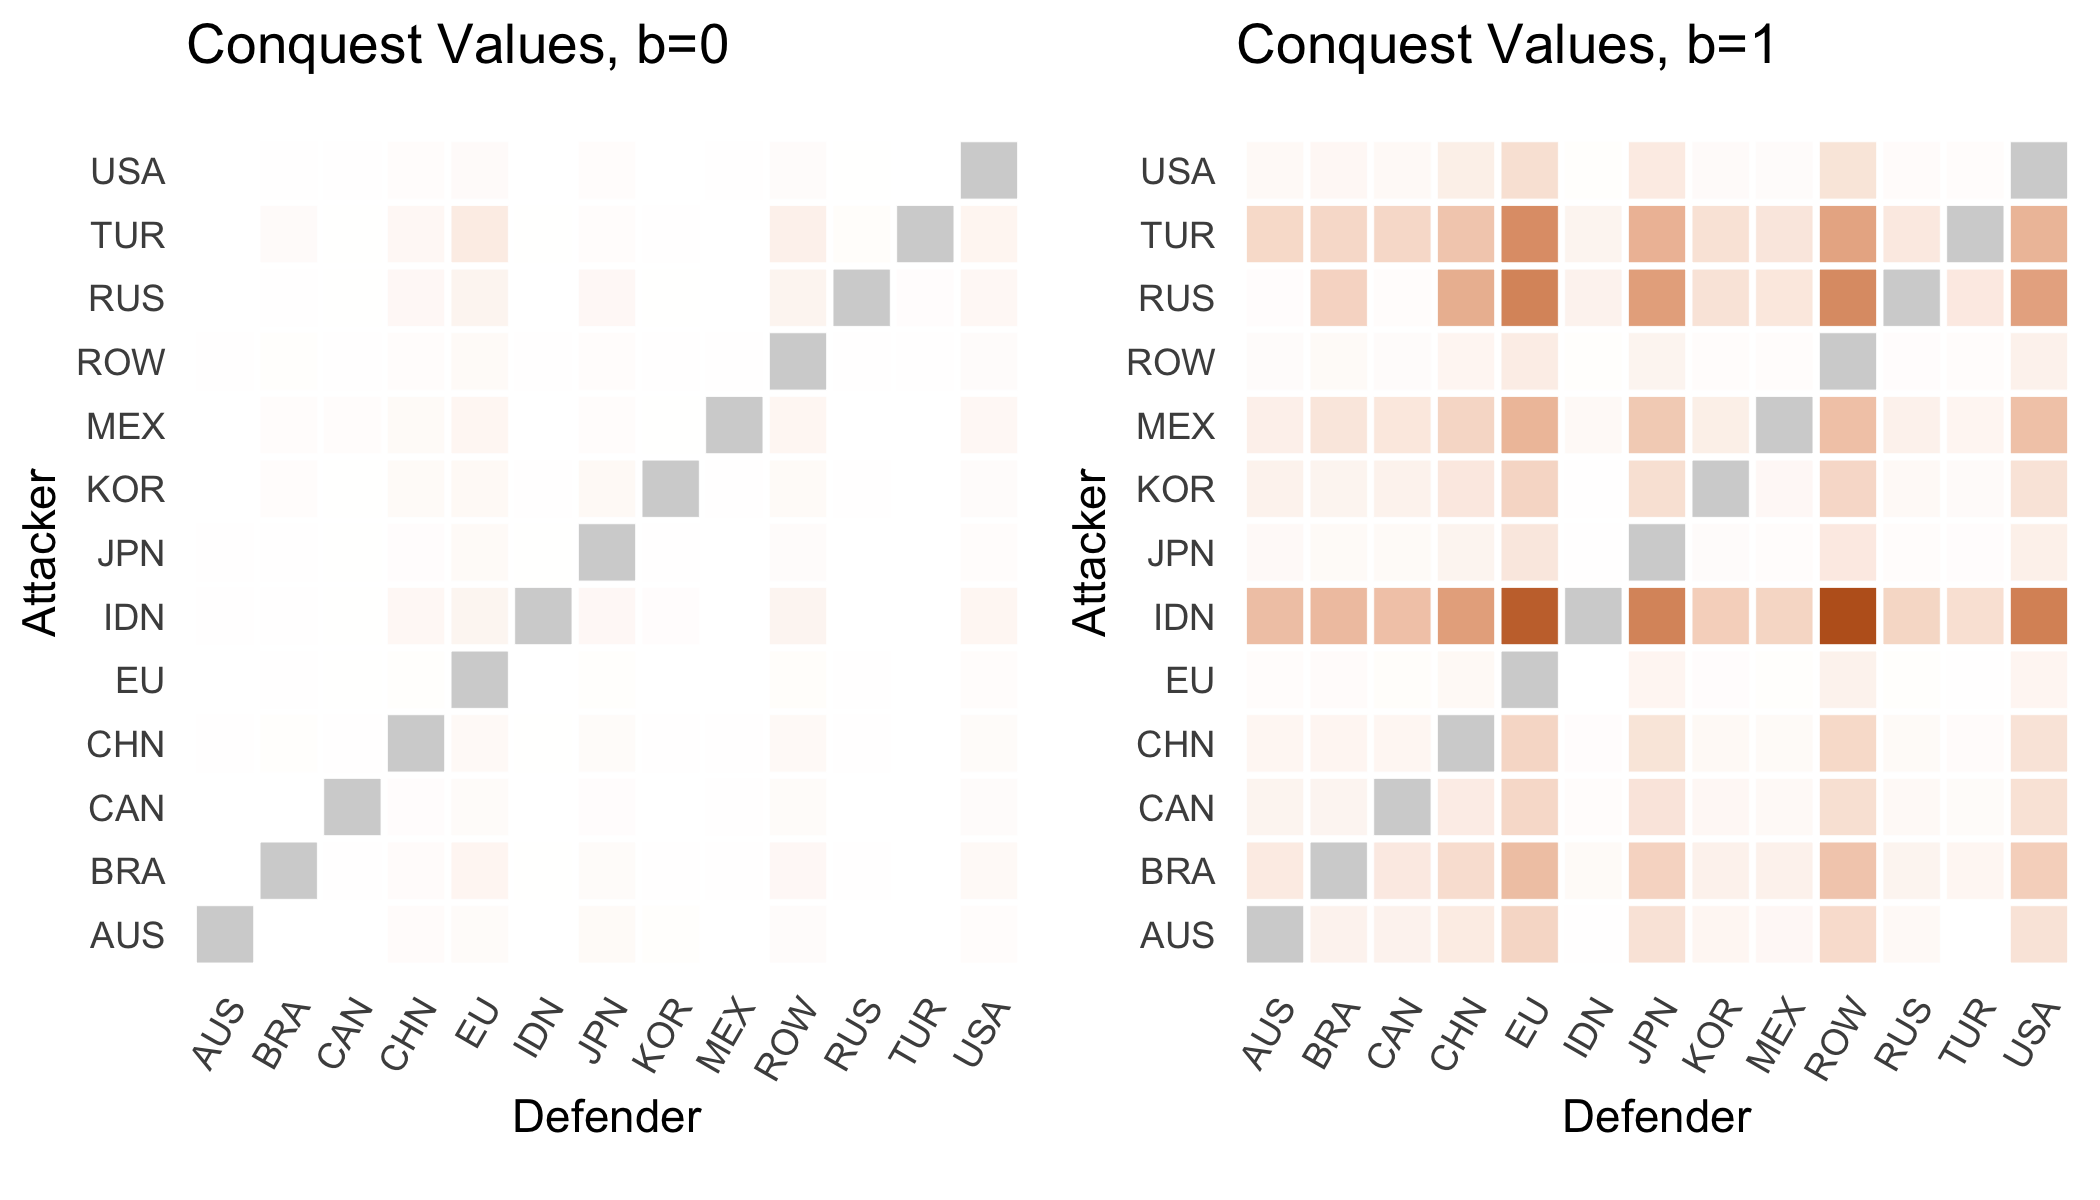 Conquest Values, b=0
Attacker
USA
TUR
RUS
ROW
MEX
KOR
JPN
IDN
EU
CHN
CAN
BRA
AUS
AUS BRA CAN CHN EU IDN JPN KOR MEX ROW RUS TUR USA
Defender
Conquest Values, b=1
Attacker
USA
TUR
RUS
ROW
MEX
KOR
JPN
IDN
EU
CHN
CAN
BRA
AUS
AUS BRA CAN CHN EU IDN JPN KOR MEX ROW RUS TUR USA
Defender